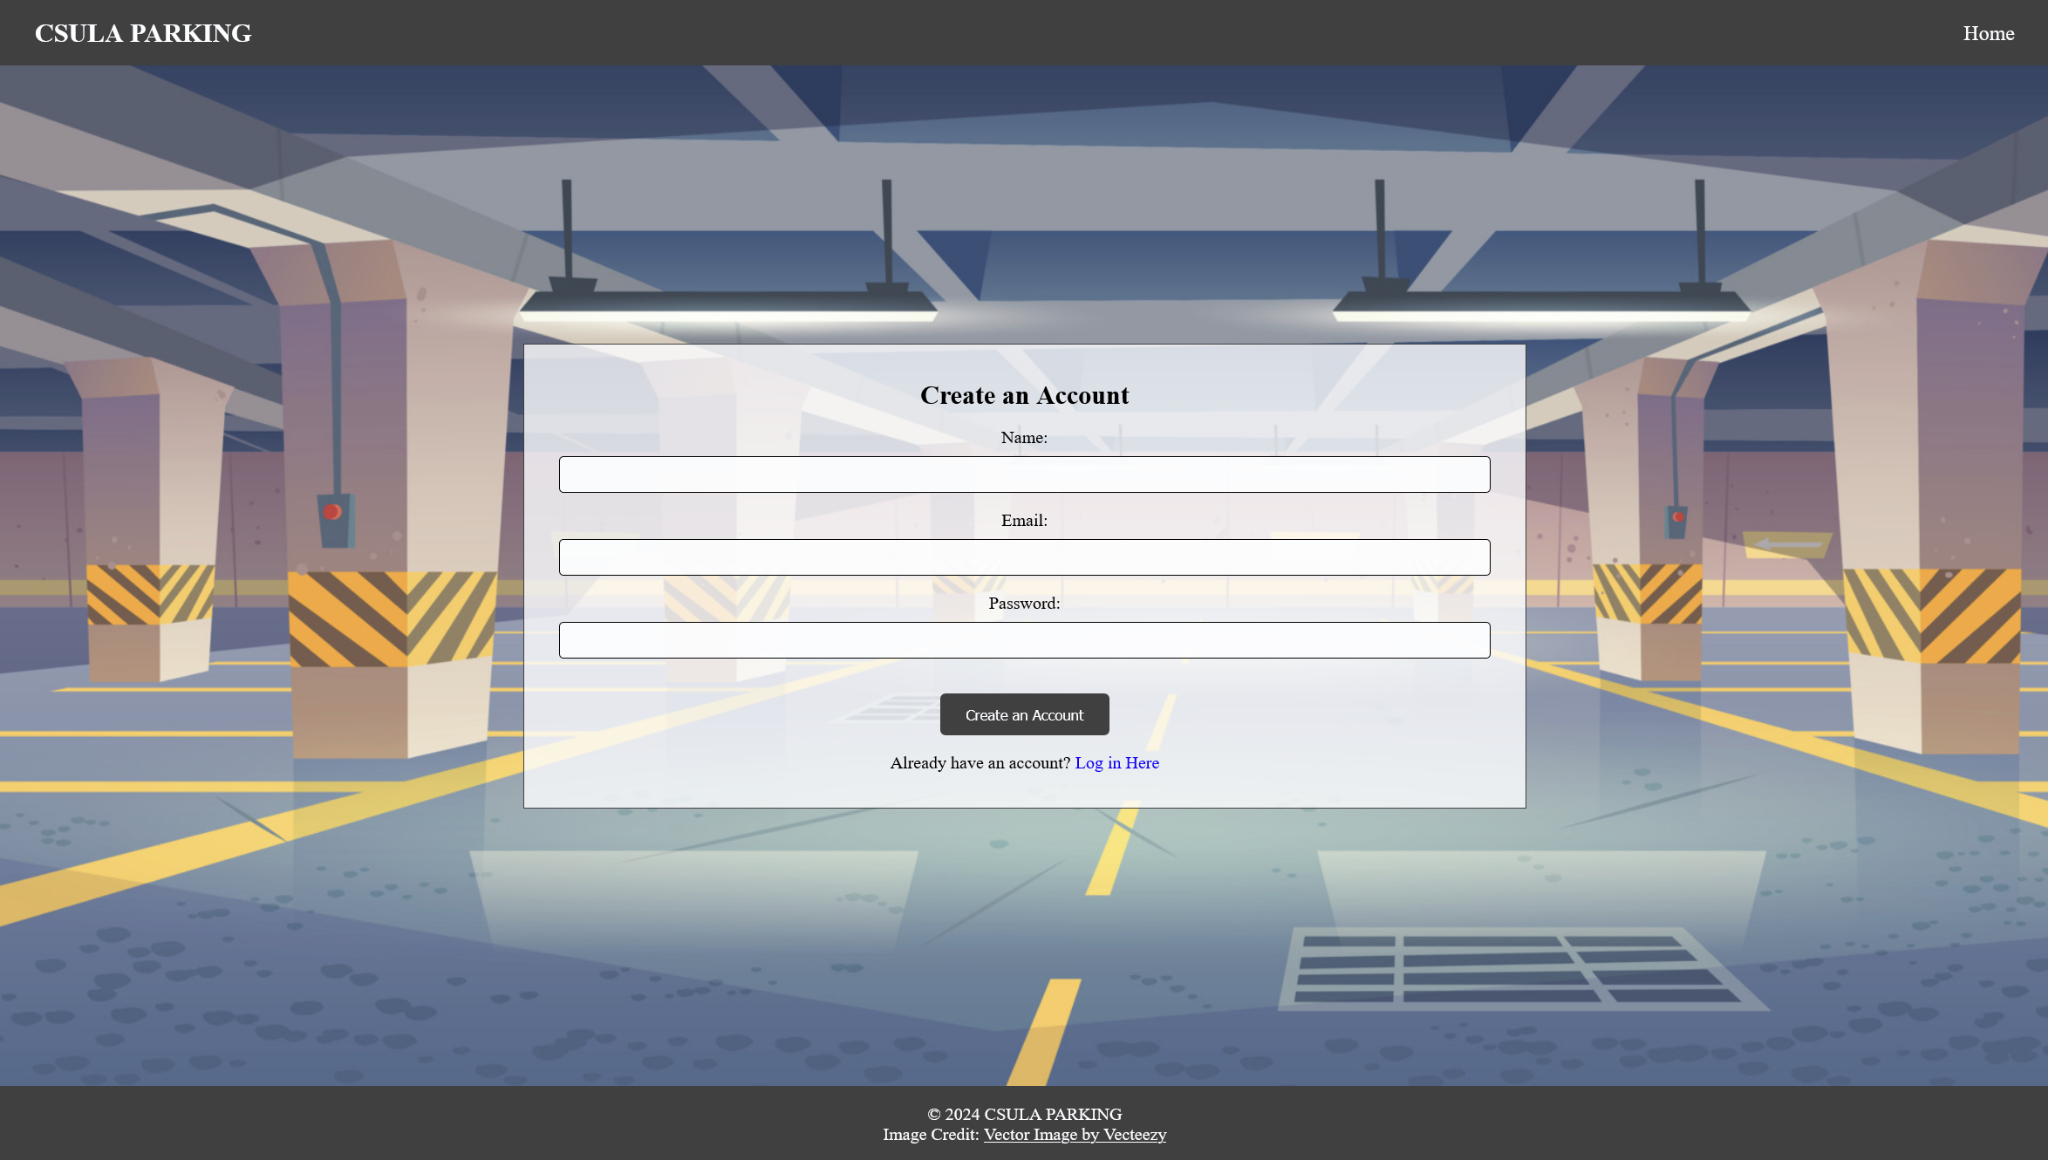 CSULA PARKING
Home
Create an Account
Name:
Email:
Password:
Create an Account
Already have an account? Log in Here
© 2024 CSULA PARKING
Image Credit: Vector Image by Vecteezy